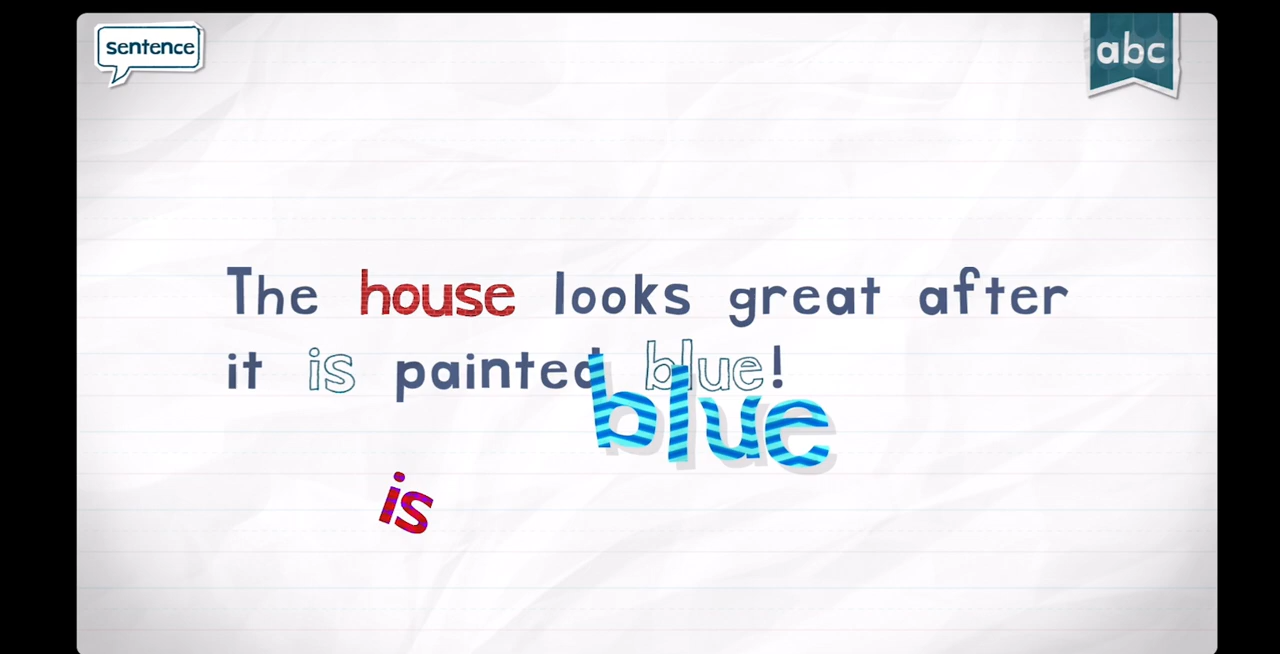 sentence
abc
The house looks great after
it is painted blue!
blue
is